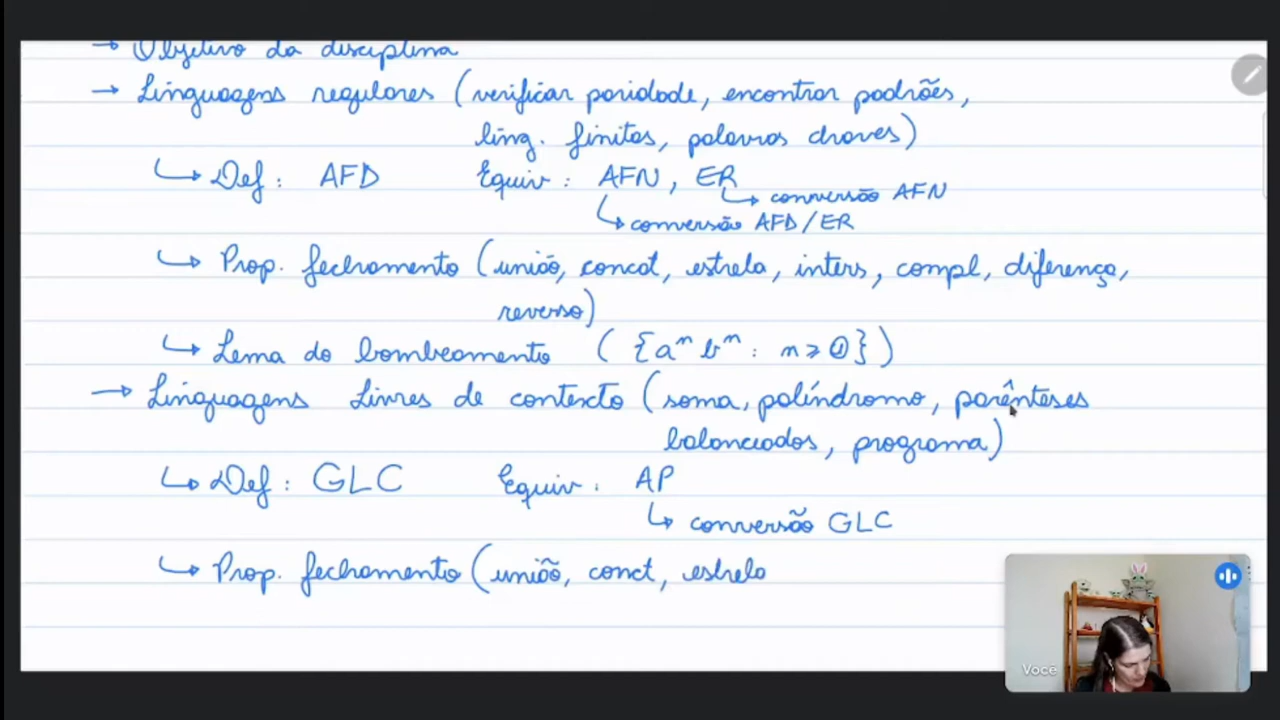 → Objetivo da disciplina
→ Linguagens regulares (verificar paridade, encontrar padrões,
ling. finitas, palavras chaves)
↳ Def: AFD Equiv: AFN, ER
↳ conversão AFN
↳ conversão AFD/ER
↳ Prop. fechamento (união, concat, estrela, inters, compl, diferença,
reverso)
↳ Lema do bombeamento ({aⁿbⁿ : n ≥ 0})
→ Linguagens Livres de contexto (soma, palíndromo, parênteses
balanceados, programa)
↳ Def: GLC Equiv: AP
↳ conversão GLC
↳ Prop. fechamento (união, conct, estrela
Você